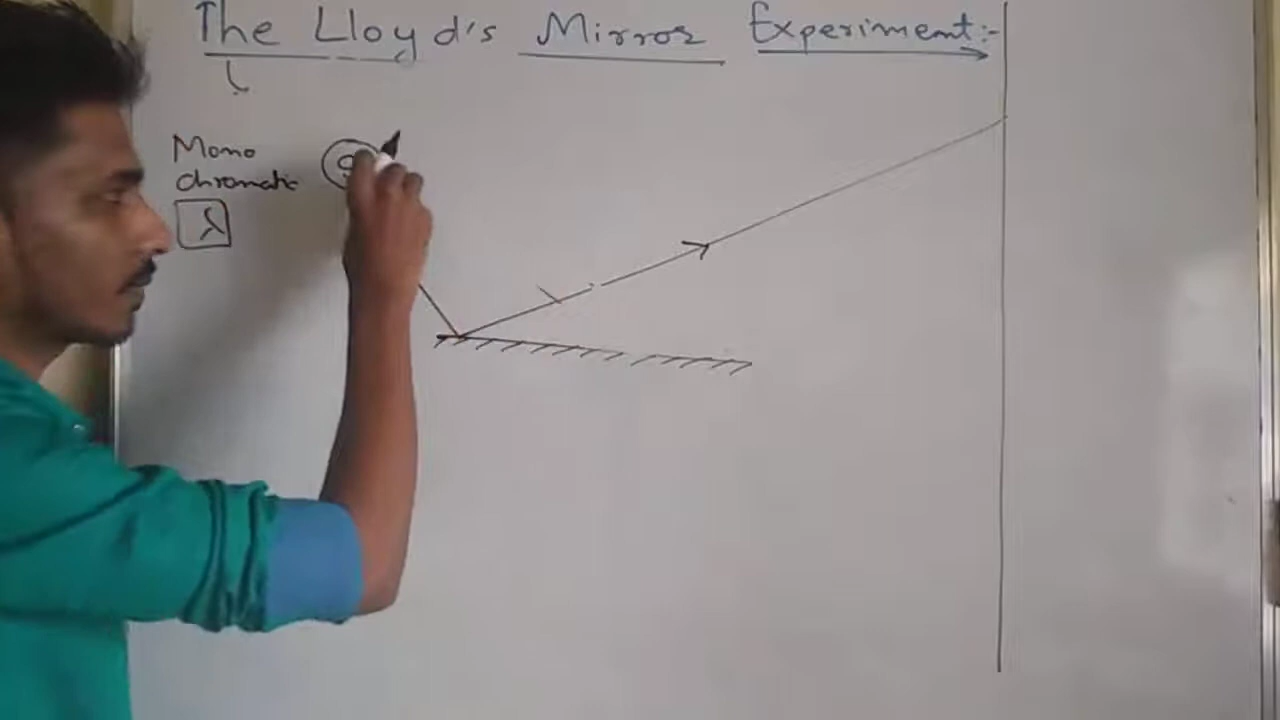 The Lloyd's Mirror Experiment:-
Mono
chromatic
λ
S